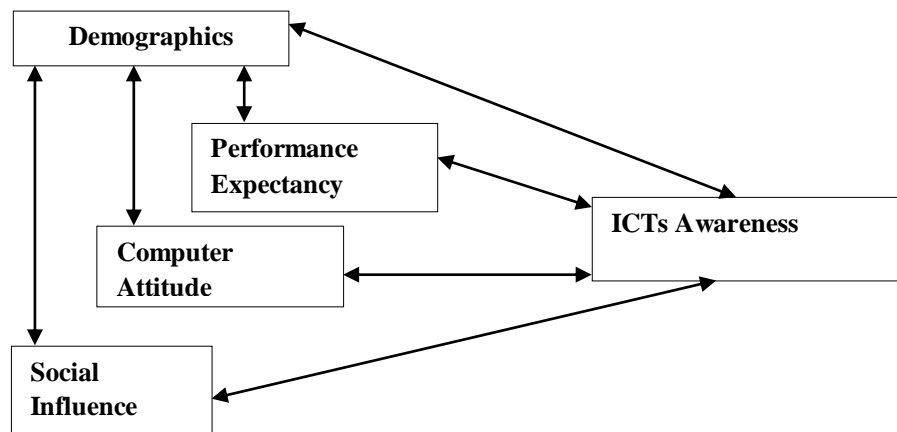 Demographics
Performance
Expectancy
ICTs Awareness
Computer
Attitude
Social
Influence